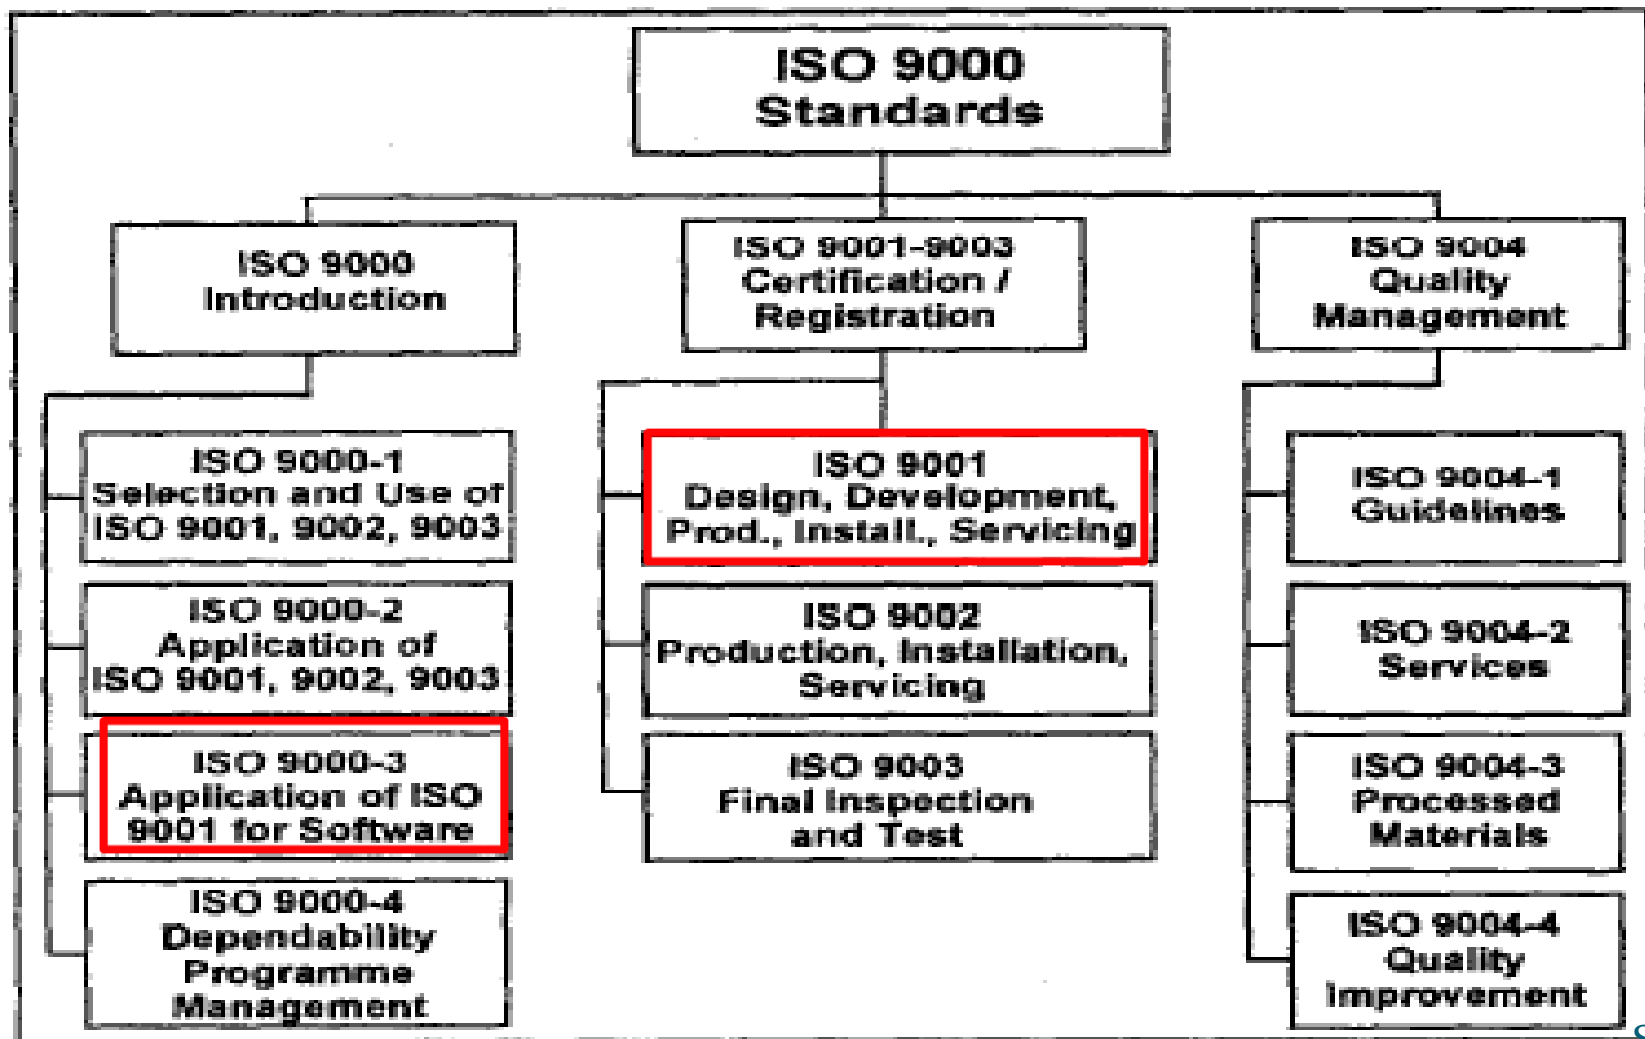 ISO 9000
Standards
ISO 9000
Introduction
ISO 9001-9003
Certification /
Registration
ISO 9004
Quality
Management
ISO 9000-1
Selection and Use of
ISO 9001, 9002, 9003
ISO 9000-2
Application of
ISO 9001, 9002, 9003
ISO 9000-3
Application of ISO
9001 for Software
ISO 9000-4
Dependability
Programme
Management
ISO 9001
Design, Development,
Prod., Install., Servicing
ISO 9002
Production, Installation,
Servicing
ISO 9003
Final Inspection
and Test
ISO 9004-1
Guidelines
ISO 9004-2
Services
ISO 9004-3
Processed
Materials
ISO 9004-4
Quality
Improvement